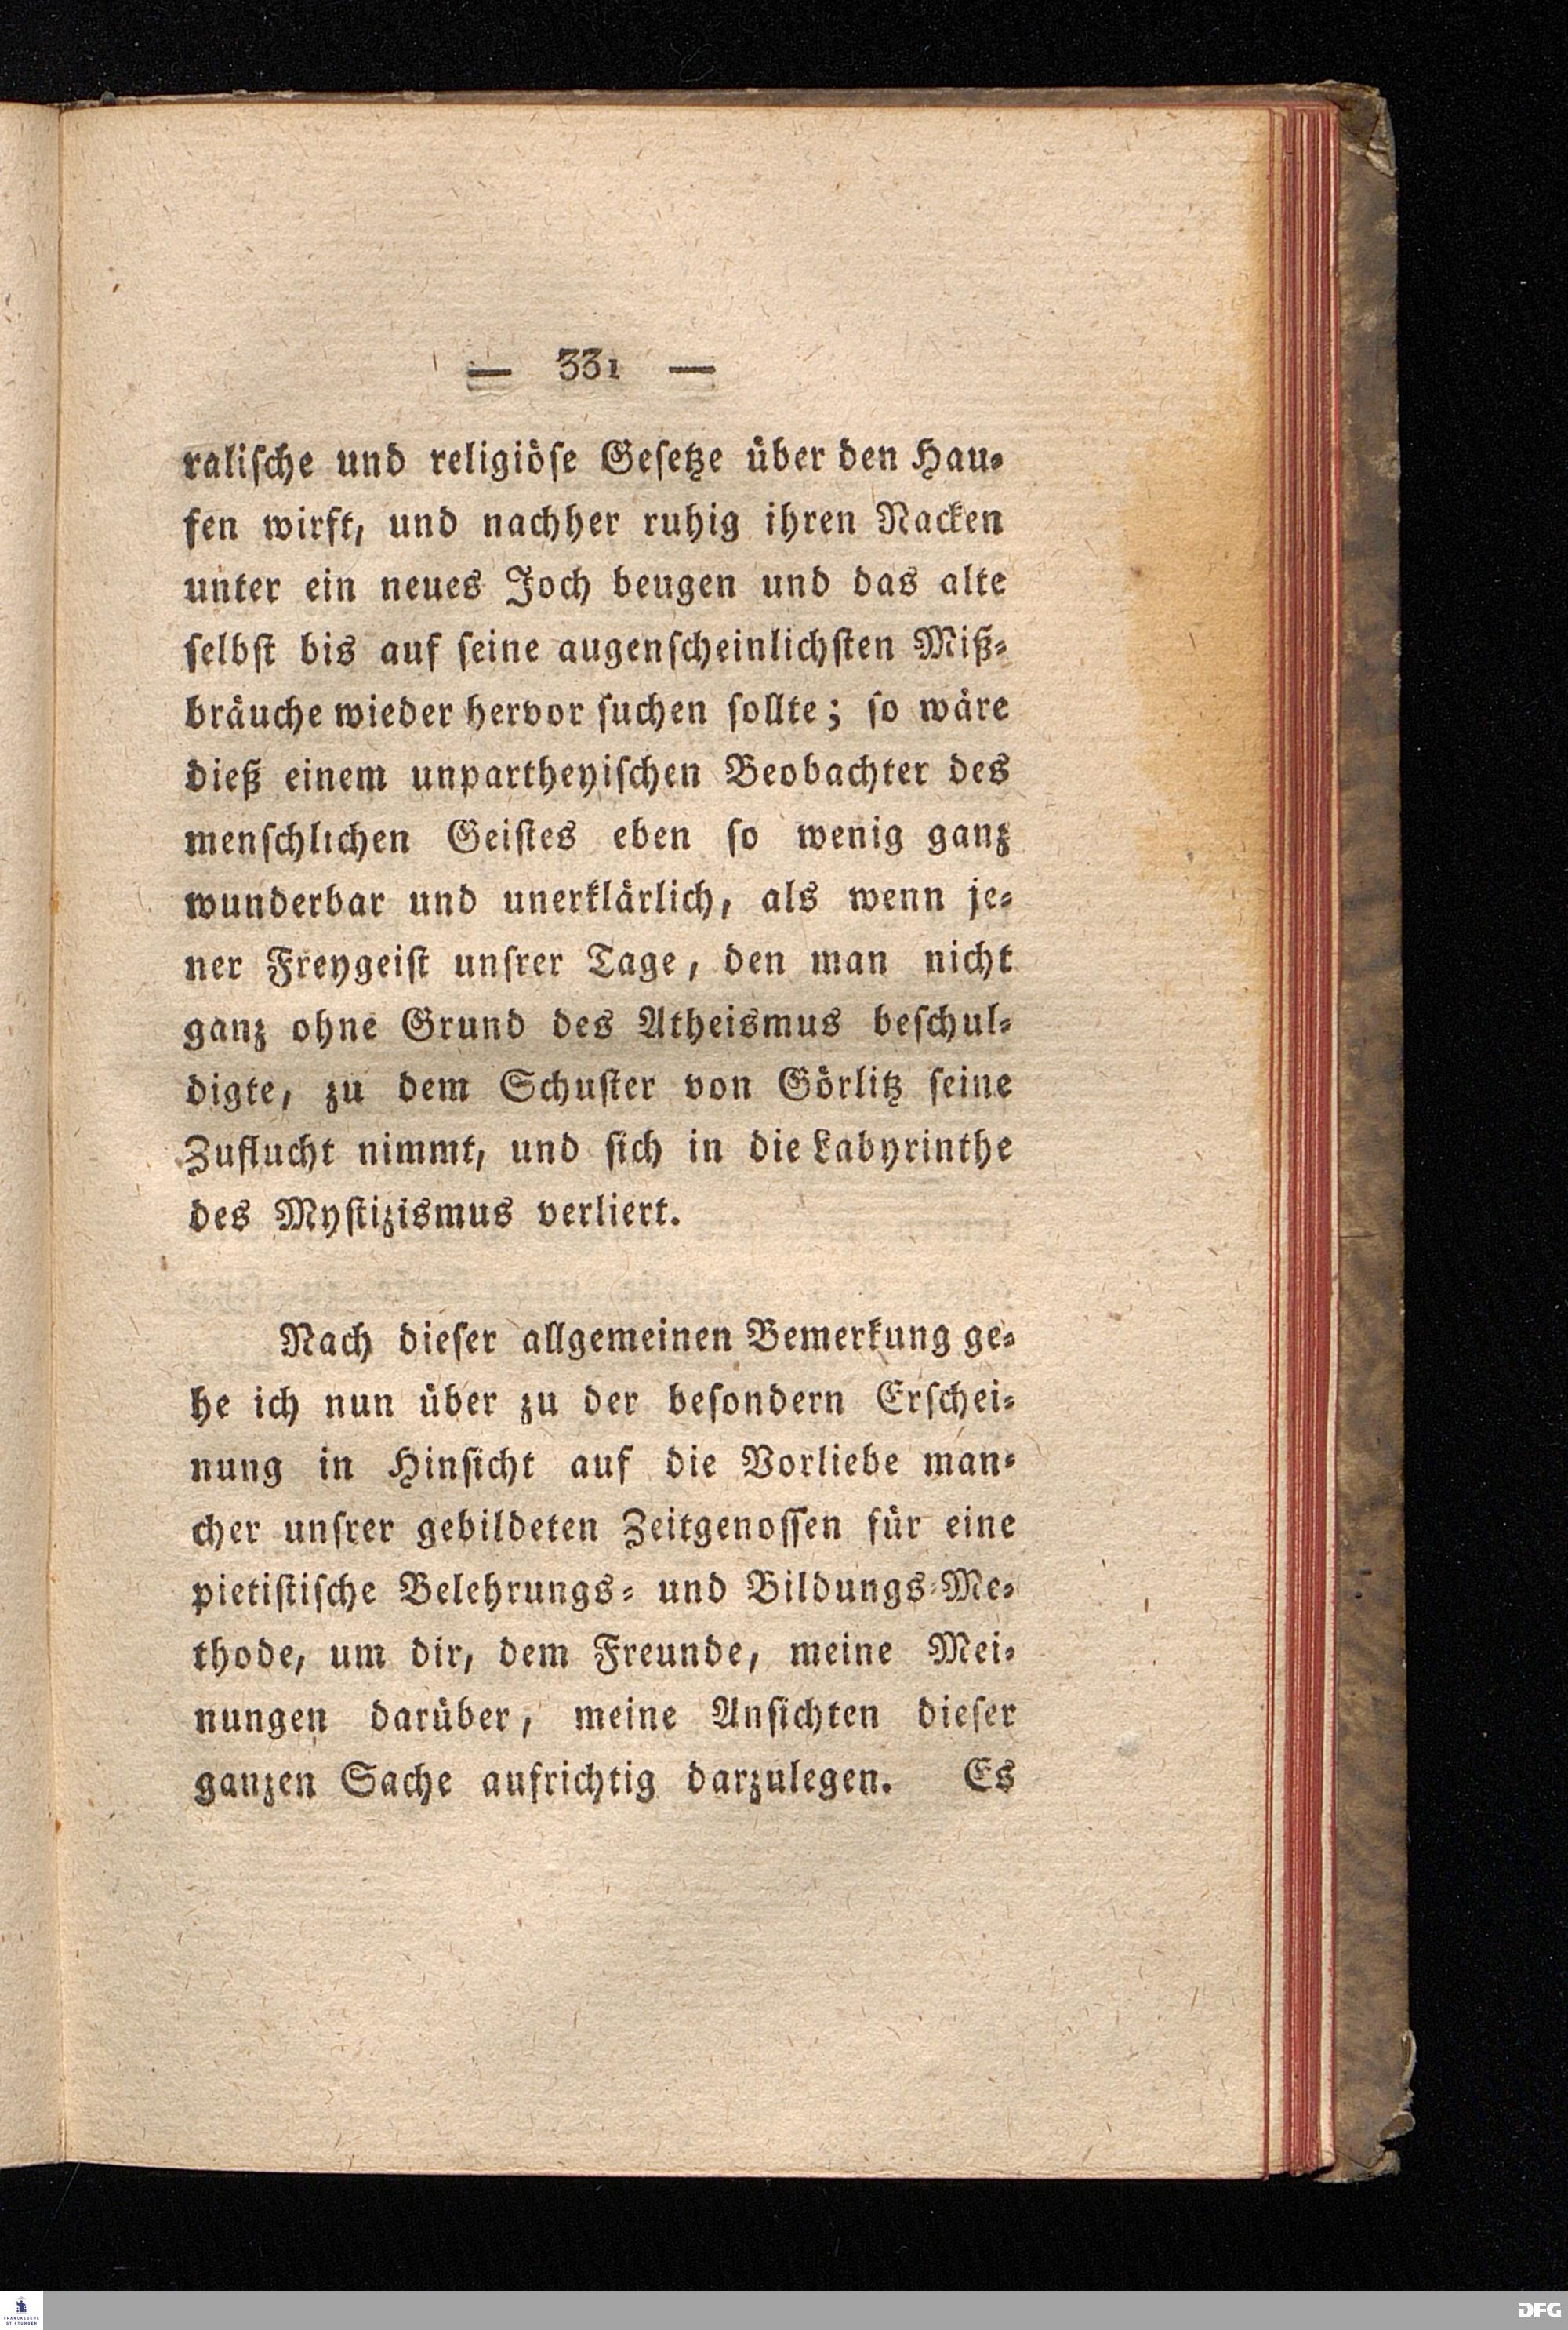 — 331 —
raliſche und religiöſe Geſetze über den Hau⸗
fen wirft, und nachher ruhig ihren Nacken
unter ein neues Joch beugen und das alte
ſelbſt bis auf ſeine augenſcheinlichſten Miß⸗
bräuche wieder hervor ſuchen ſollte; ſo wäre
dieß einem unpartheyiſchen Beobachter des
menſchlichen Geiſtes eben ſo wenig ganz
wunderbar und unerklärlich, als wenn je⸗
ner Freygeiſt unſrer Tage, den man nicht
ganz ohne Grund des Atheismus beſchul⸗
digte, zu dem Schuſter von Görlitz ſeine
Zuflucht nimmt, und ſich in die Labyrinthe
des Myſtizismus verliert.
Nach dieſer allgemeinen Bemerkung ge⸗
he ich nun über zu der beſondern Erſchei⸗
nung in Hinſicht auf die Vorliebe man⸗
cher unſrer gebildeten Zeitgenoſſen für eine
pietiſtiſche Belehrungs⸗ und Bildungs⸗Me⸗
thode, um dir, dem Freunde, meine Mei⸗
nungen darüber, meine Anſichten dieſer
ganzen Sache aufrichtig darzulegen. Es
FRANCKESCHE
STIFTUNGEN
DFG